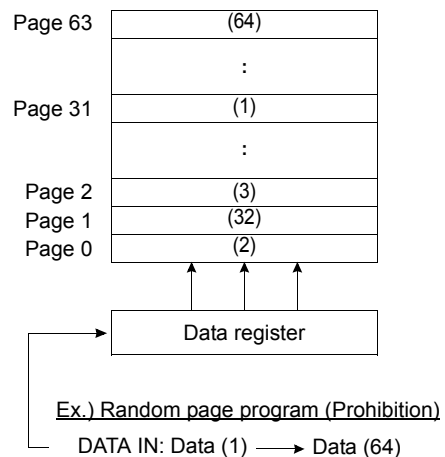 Page 63 (64)
:
Page 31 (1)
:
Page 2 (3)
Page 1 (32)
Page 0 (2)
Data register
Ex.) Random page program (Prohibition)
DATA IN: Data (1) Data (64)